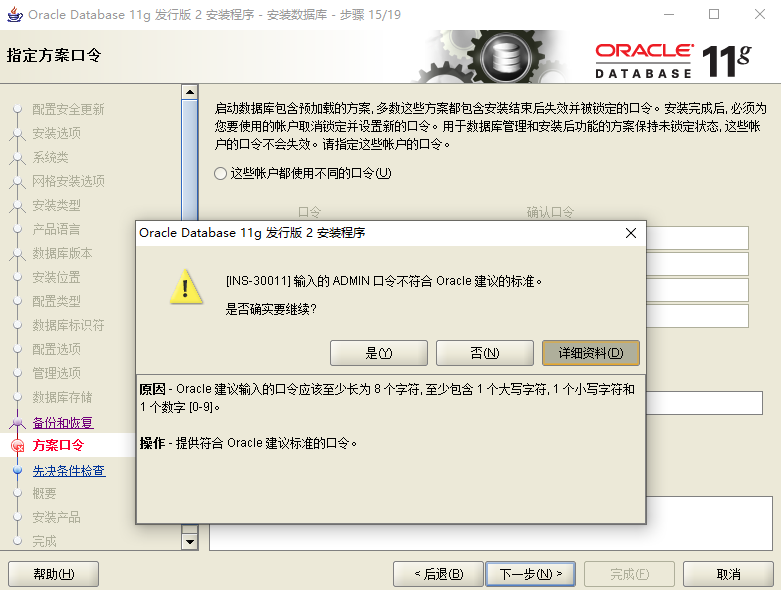 Oracle Database 11g 发行版 2 安装程序 - 安装数据库 - 步骤 15/19
指定方案口令
ORACLE
DATABASE 11g
配置安全更新
安装选项
系统类
网格安装选项
安装类型
产品语言
数据库版本
安装位置
配置类型
数据库标识符
配置选项
管理选项
数据库存储
备份和恢复
方案口令
先决条件检查
概要
安装产品
完成
启动数据库包含预加载的方案, 多数这些方案都包含安装结束后失效并被锁定的口令。安装完成后, 必须为
您要使用的帐户取消锁定并设置新的口令。用于数据库管理和安装后功能的方案保持未锁定状态, 这些帐
户的口令不会失效。请指定这些帐户的口令。
这些帐户都使用不同的口令(U)
口令 确认口令
Oracle Database 11g 发行版 2 安装程序
[INS-30011] 输入的 ADMIN 口令不符合 Oracle 建议的标准。
是否确实要继续?
是(Y) 否(N) 详细资料(D)
原因 - Oracle 建议输入的口令应该至少长为 8 个字符, 至少包含 1 个大写字符, 1 个小写字符和
1 个数字 [0-9]。
操作 - 提供符合 Oracle 建议标准的口令。
帮助(H) < 后退(B) 下一步(N) > 完成(F) 取消